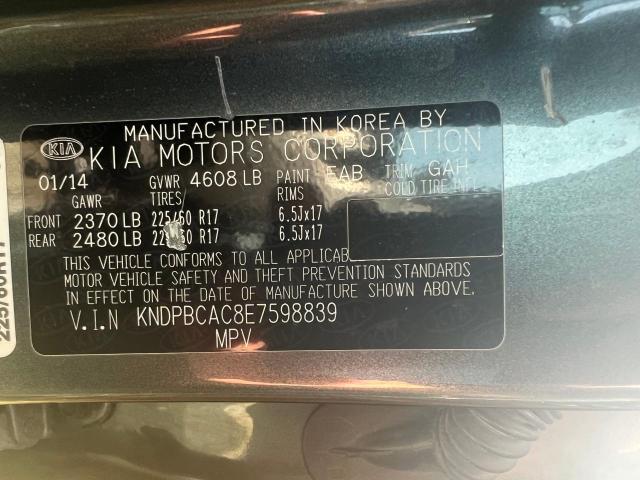 MANUFACTURED IN KOREA BY
KIA KIA MOTORS CORPORATION
01/14 GVWR 4608 LB PAINT EAB TRIM GAH
GAWR TIRES RIMS COLD TIRE
FRONT 2370 LB 225/60 R17 6.5Jx17
REAR 2480 LB R17 6.5Jx17
THIS VEHICLE CONFORMS TO ALL APPLICAB
MOTOR VEHICLE SAFETY AND THEFT PREVENTION STANDARDS
IN EFFECT ON THE DATE OF MANUFACTURE SHOWN ABOVE.
V.I.N KNDPBCAC8E7598839
MPV
225/60R17